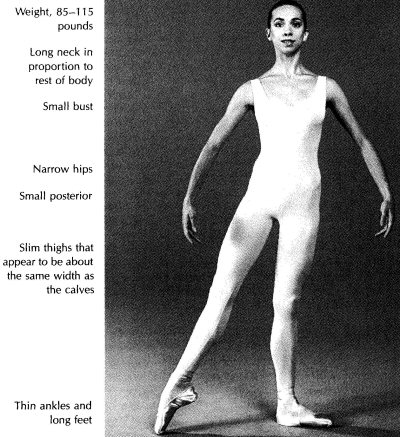 Weight, 85–115
pounds
Long neck in
proportion to
rest of body
Small bust
Narrow hips
Small posterior
Slim thighs that
appear to be about
the same width as
the calves
Thin ankles and
long feet